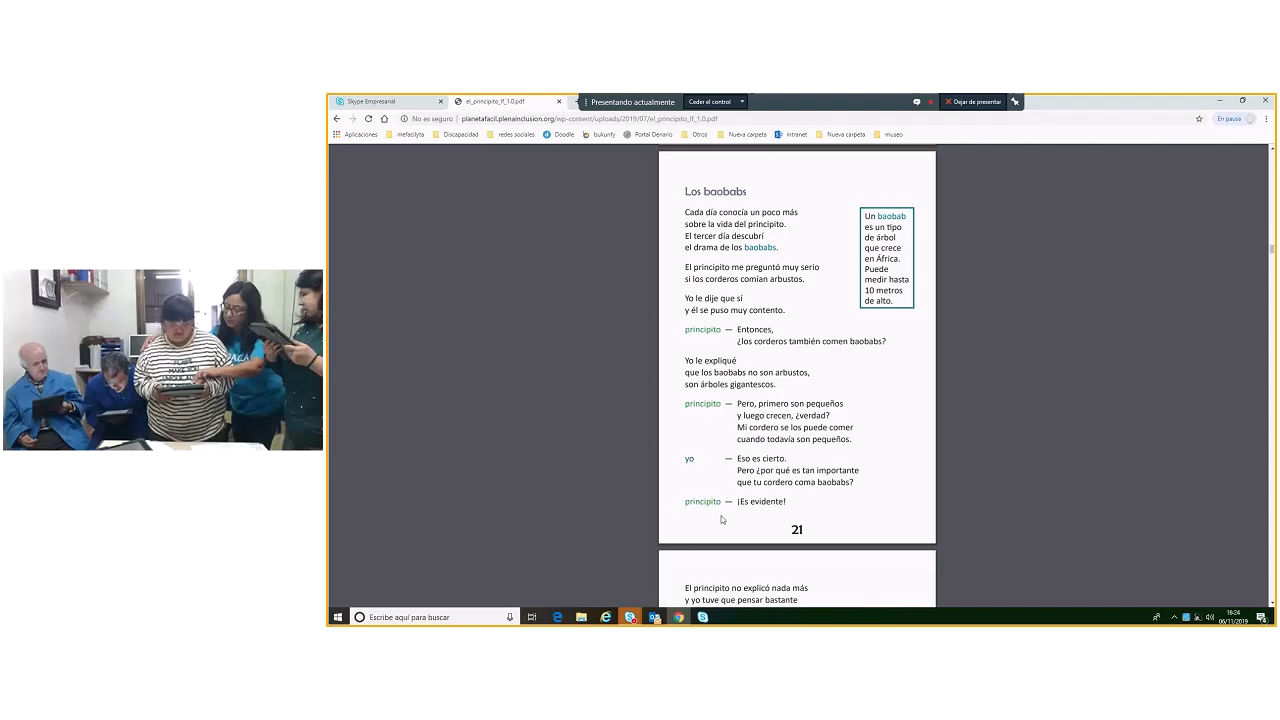 Skype Empresarial
el_principito_lf_1.0.pdf
Presentando actualmente
Ceder el control
Dejar de presentar
No es seguro
planetafacil.plenainclusion.org/wp-content/uploads/2019/07/el_principito_lf_1.0.pdf
En pausa
Aplicaciones
mefacilyta
Discapacidad
redes sociales
Doodle
bukunfy
Portal Denario
Otros
Nueva carpeta
intranet
Nueva carpeta
museo
Los baobabs
Cada día conocía un poco más
sobre la vida del principito.
El tercer día descubrí
el drama de los baobabs.
Un baobab
es un tipo
de árbol
que crece
en África.
Puede
medir hasta
10 metros
de alto.
El principito me preguntó muy serio
si los corderos comían arbustos.
Yo le dije que sí
y él se puso muy contento.
principito — Entonces,
¿los corderos también comen baobabs?
Yo le expliqué
que los baobabs no son arbustos,
son árboles gigantescos.
principito — Pero, primero son pequeños
y luego crecen, ¿verdad?
Mi cordero se los puede comer
cuando todavía son pequeños.
yo — Eso es cierto.
Pero ¿por qué es tan importante
que tu cordero coma baobabs?
principito — ¡Es evidente!
21
El principito no explicó nada más
y yo tuve que pensar bastante
Escribe aquí para buscar
16:24
06/11/2019